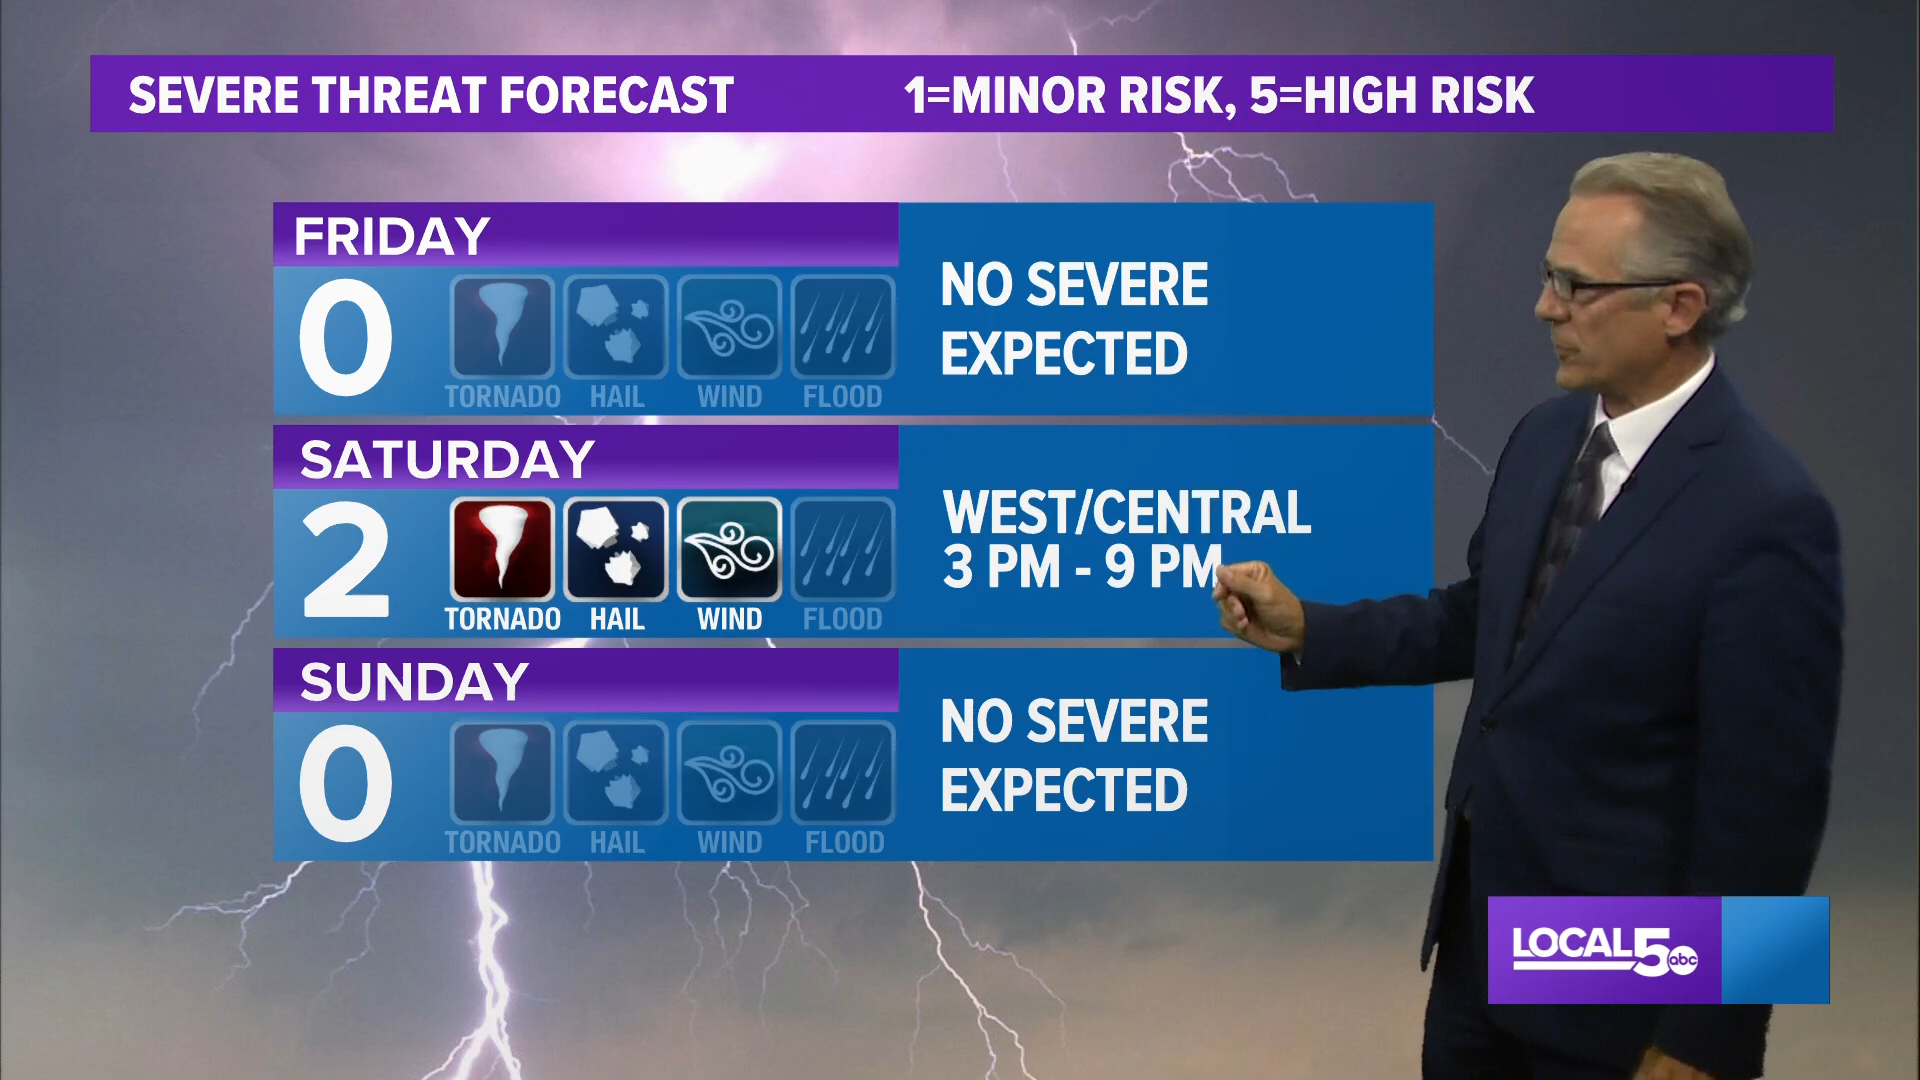 SEVERE THREAT FORECAST 1=MINOR RISK, 5=HIGH RISK
FRIDAY
0
TORNADO HAIL WIND FLOOD
NO SEVERE
EXPECTED
SATURDAY
2
TORNADO HAIL WIND FLOOD
WEST/CENTRAL
3 PM - 9 PM
SUNDAY
0
TORNADO HAIL WIND FLOOD
NO SEVERE
EXPECTED
LOCAL 5 abc